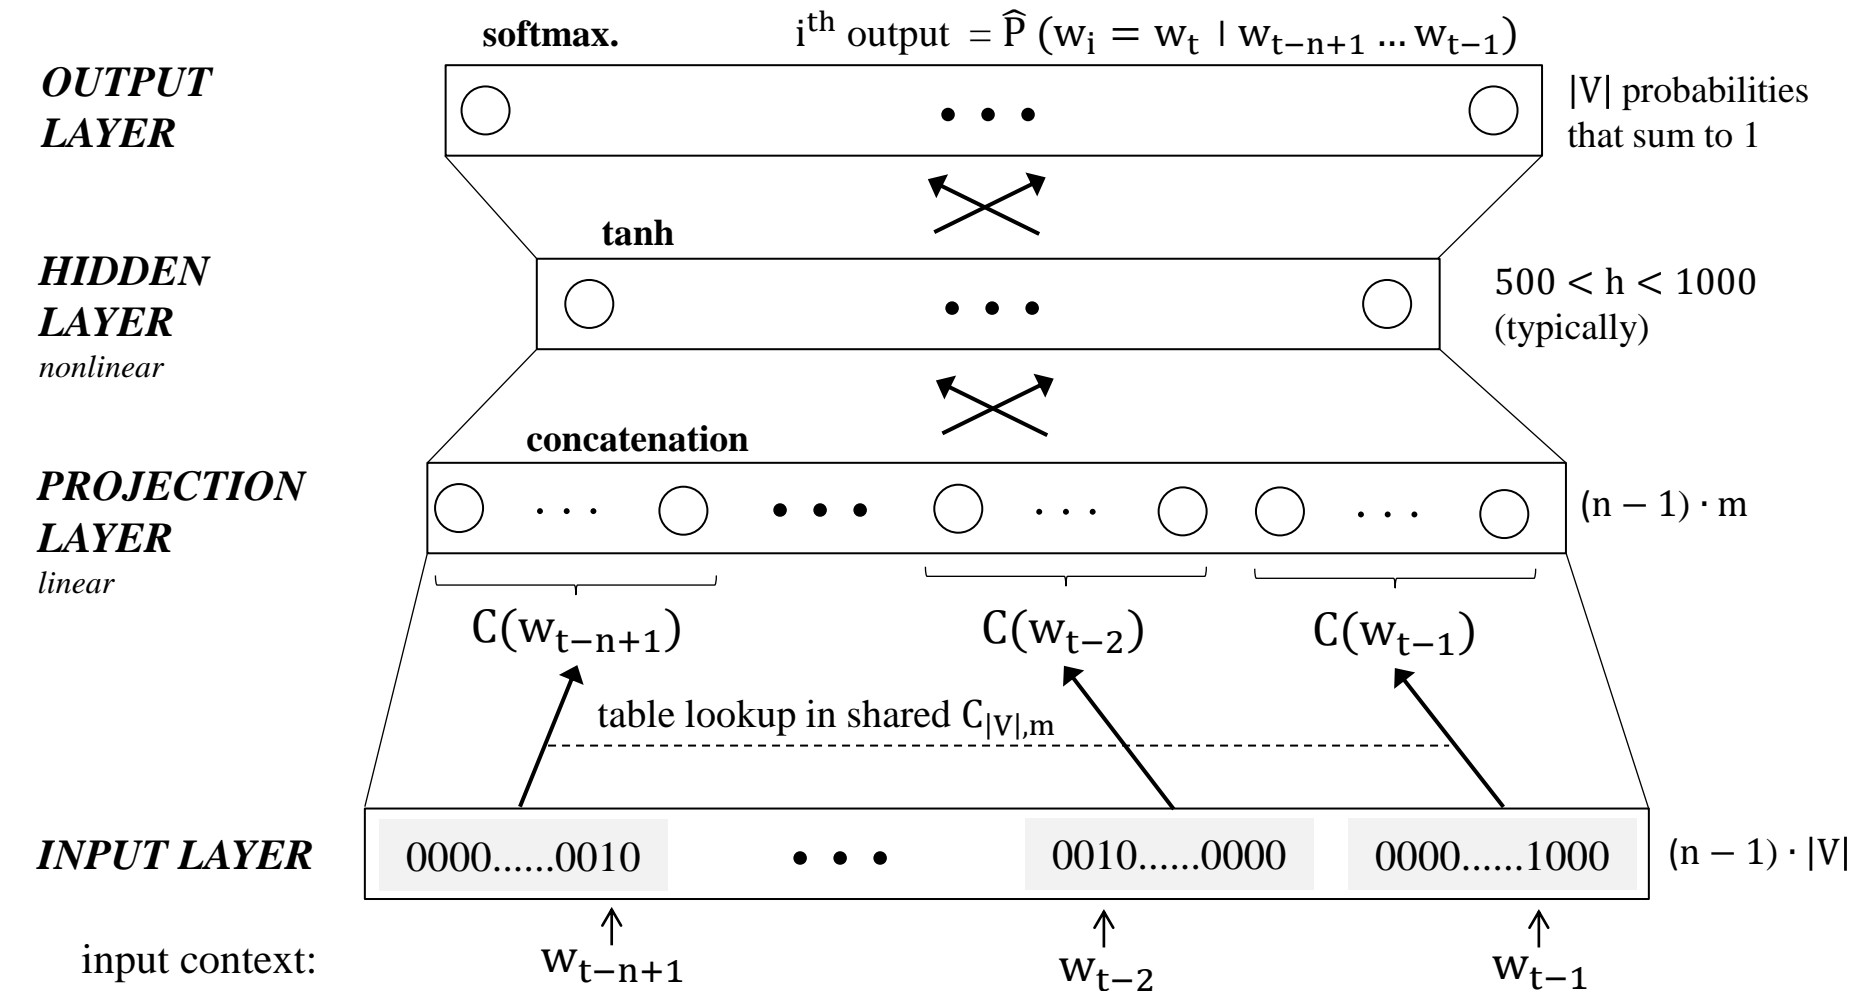 softmax.
iᵗʰ output = P̂ (wᵢ = wₜ | wₜ₋ₙ₊₁ ... wₜ₋₁)
OUTPUT
LAYER
|V| probabilities
that sum to 1
tanh
HIDDEN
LAYER
nonlinear
500 < h < 1000
(typically)
concatenation
PROJECTION
LAYER
linear
(n − 1) · m
C(wₜ₋ₙ₊₁)
C(wₜ₋₂)
C(wₜ₋₁)
table lookup in shared C|V|,m
INPUT LAYER
0000......0010
0010......0000
0000......1000
(n − 1) · |V|
input context:
wₜ₋ₙ₊₁
wₜ₋₂
wₜ₋₁